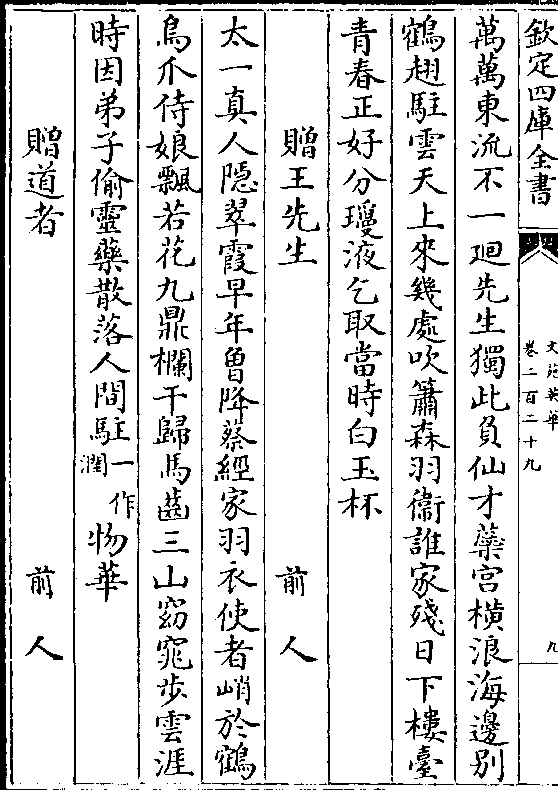 欽定四庫全書
文苑英華
卷二百二十九
九
萬萬東流不一廻先生獨此負仙才蘂宮橫浪海邊别
鶴翅駐雲天上來幾處吹簫森羽衞誰家殘日下樓臺
青春正好分瓊液乞取當時白玉杯
贈王先生 前人
太一真人隱翠霞早年曽降蔡經家羽衣使者峭於鶴
鳥爪侍娘飄若花九鼎欄干歸馬齒三山窈窕步雲涯
時因弟子偷靈藥散落人間駐一作潤物華
贈道者 前人